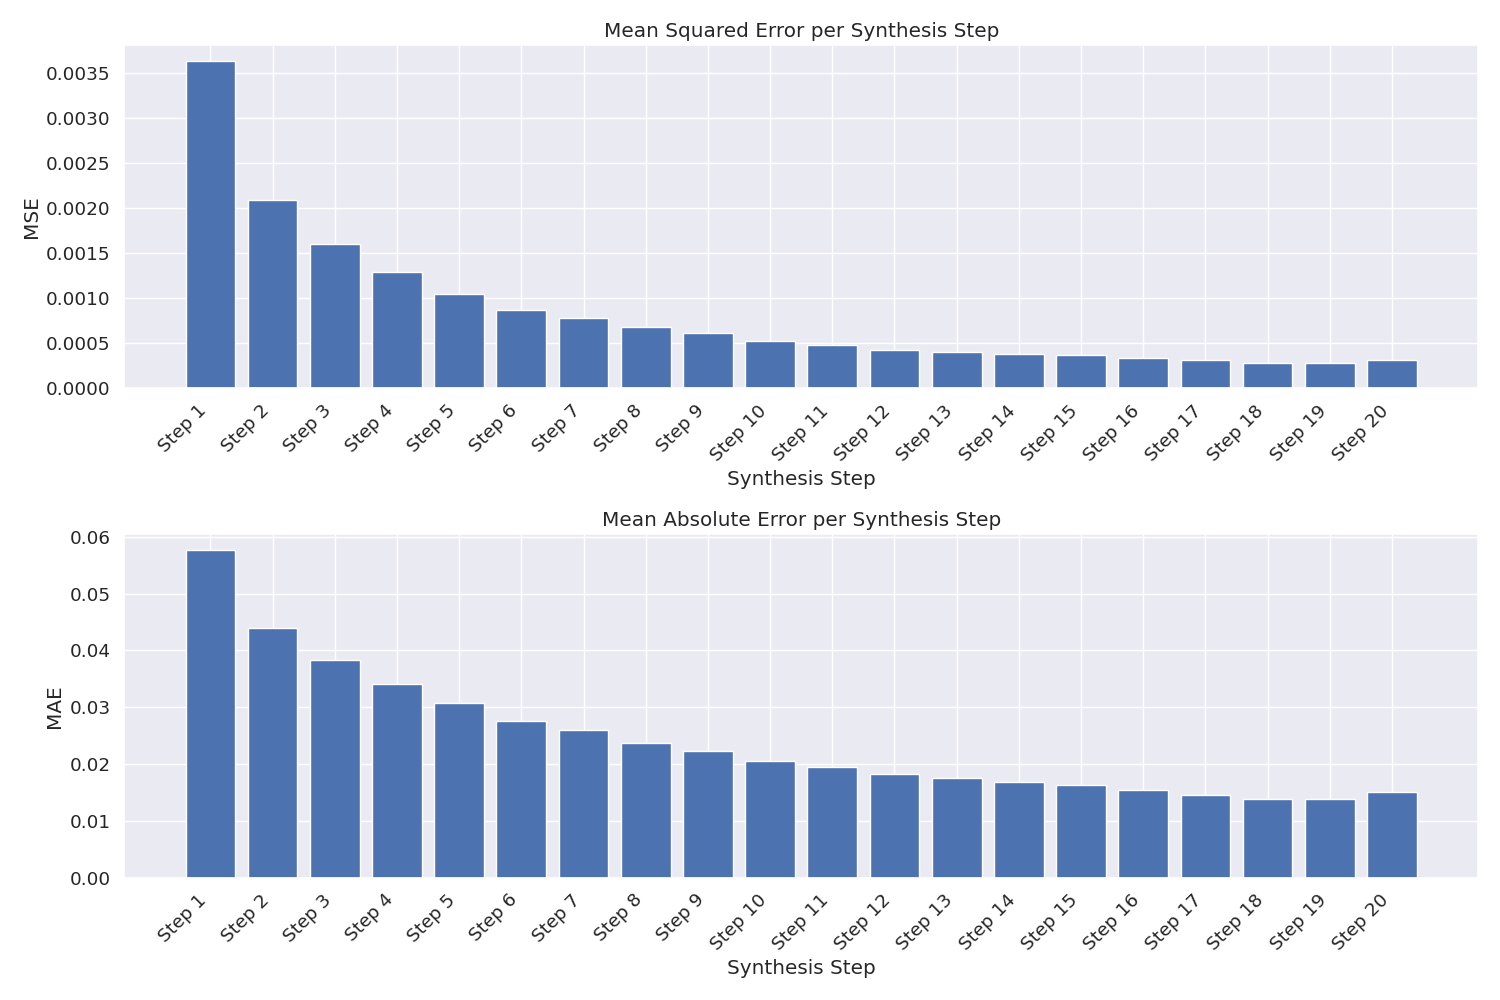 Mean Squared Error per Synthesis Step
MSE
0.0035
0.0030
0.0025
0.0020
0.0015
0.0010
0.0005
0.0000
Step 1
Step 2
Step 3
Step 4
Step 5
Step 6
Step 7
Step 8
Step 9
Step 10
Step 11
Step 12
Step 13
Step 14
Step 15
Step 16
Step 17
Step 18
Step 19
Step 20
Synthesis Step
Mean Absolute Error per Synthesis Step
MAE
0.06
0.05
0.04
0.03
0.02
0.01
0.00
Step 1
Step 2
Step 3
Step 4
Step 5
Step 6
Step 7
Step 8
Step 9
Step 10
Step 11
Step 12
Step 13
Step 14
Step 15
Step 16
Step 17
Step 18
Step 19
Step 20
Synthesis Step